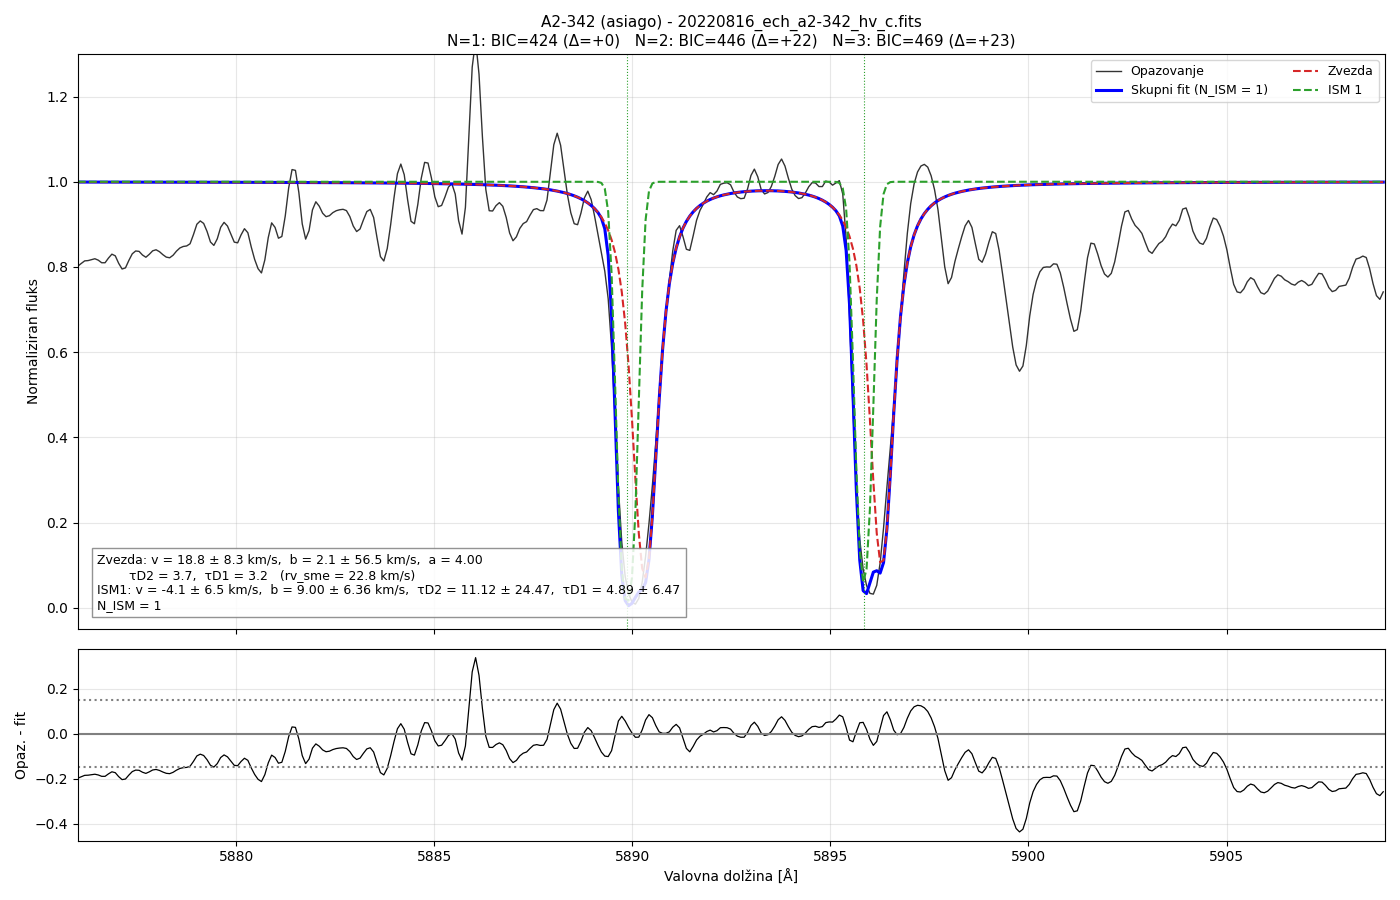 A2-342 (asiago) - 20220816_ech_a2-342_hv_c.fits
N=1: BIC=424 (Δ=+0)   N=2: BIC=446 (Δ=+22)   N=3: BIC=469 (Δ=+23)
Opazovanje
Skupni fit (N_ISM = 1)
Zvezda
ISM 1
Normaliziran fluks
1.2
1.0
0.8
0.6
0.4
0.2
0.0
Zvezda: v = 18.8 ± 8.3 km/s,  b = 2.1 ± 56.5 km/s,  a = 4.00
τD2 = 3.7,  τD1 = 3.2   (rv_sme = 22.8 km/s)
ISM1: v = -4.1 ± 6.5 km/s,  b = 9.00 ± 6.36 km/s,  τD2 = 11.12 ± 24.47,  τD1 = 4.89 ± 6.47
N_ISM = 1
Opaz. - fit
0.2
0.0
−0.2
−0.4
5880
5885
5890
5895
5900
5905
Valovna dolžina [Å]